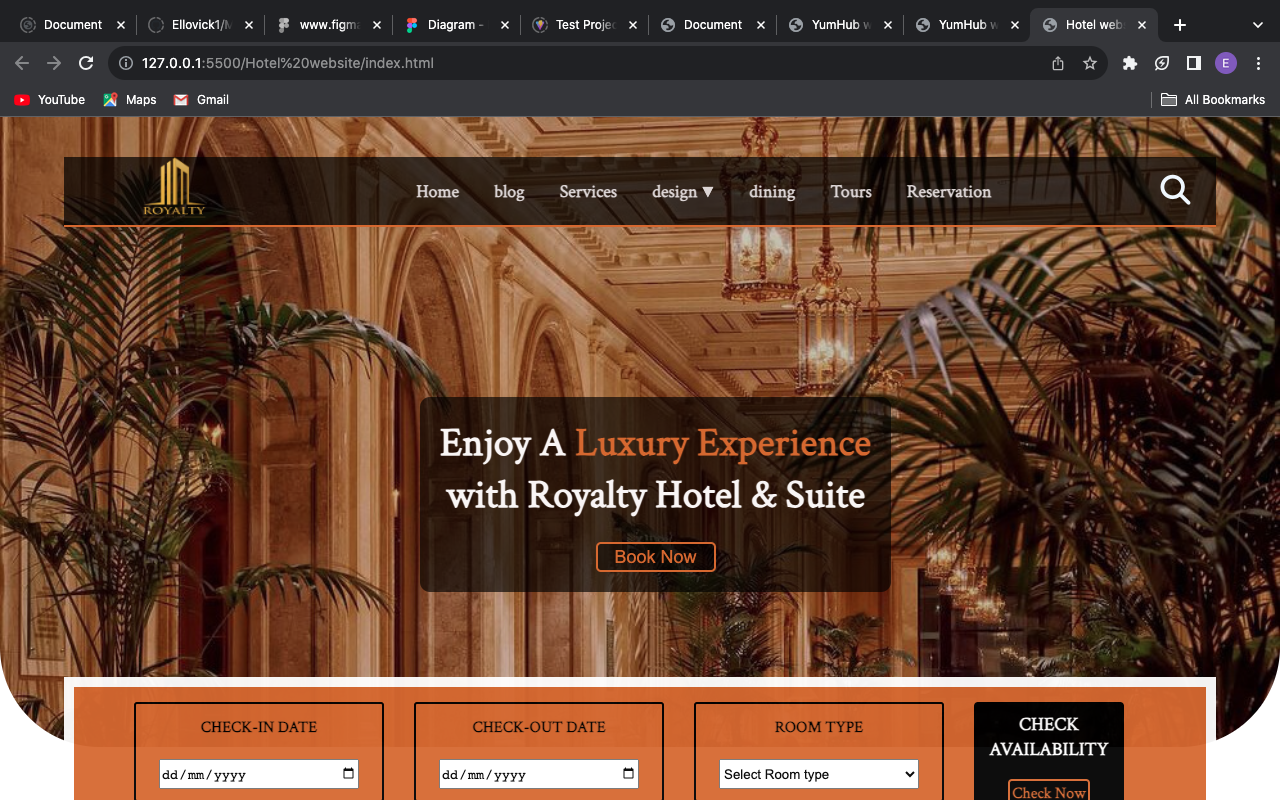 Document
Ellovick1/M
www.figma
Diagram –
Test Projec
Document
YumHub w
YumHub w
Hotel webs
127.0.0.1:5500/Hotel%20website/index.html
E
YouTube
Maps
Gmail
All Bookmarks
ROYALTY
Home
blog
Services
design ▼
dining
Tours
Reservation
Enjoy A Luxury Experience
with Royalty Hotel & Suite
Book Now
CHECK-IN DATE
dd/mm/yyyy
CHECK-OUT DATE
dd/mm/yyyy
ROOM TYPE
Select Room type
CHECK
AVAILABILITY
Check Now